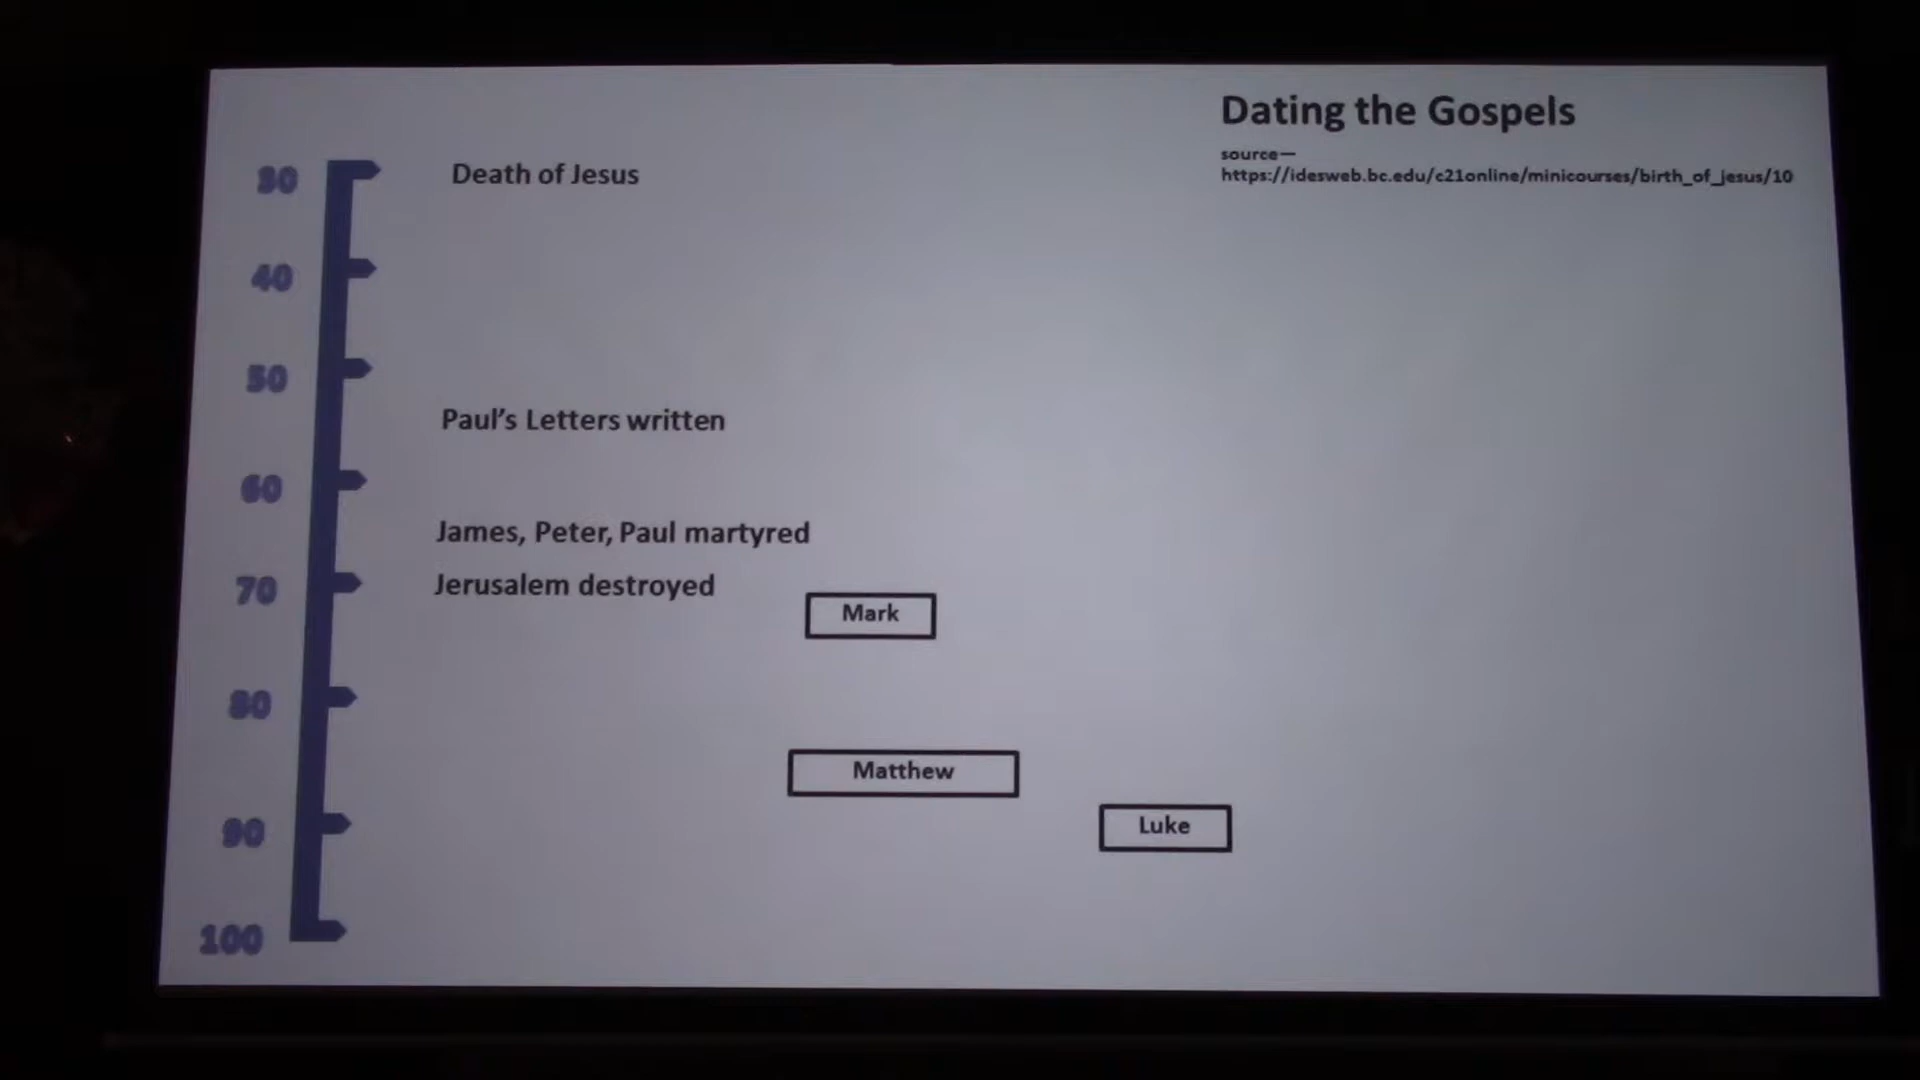 Dating the Gospels
source—
https://idesweb.bc.edu/c21online/minicourses/birth_of_jesus/10
30 Death of Jesus
40
50
Paul's Letters written
60
James, Peter, Paul martyred
70 Jerusalem destroyed
Mark
80
Matthew
Luke
90
100